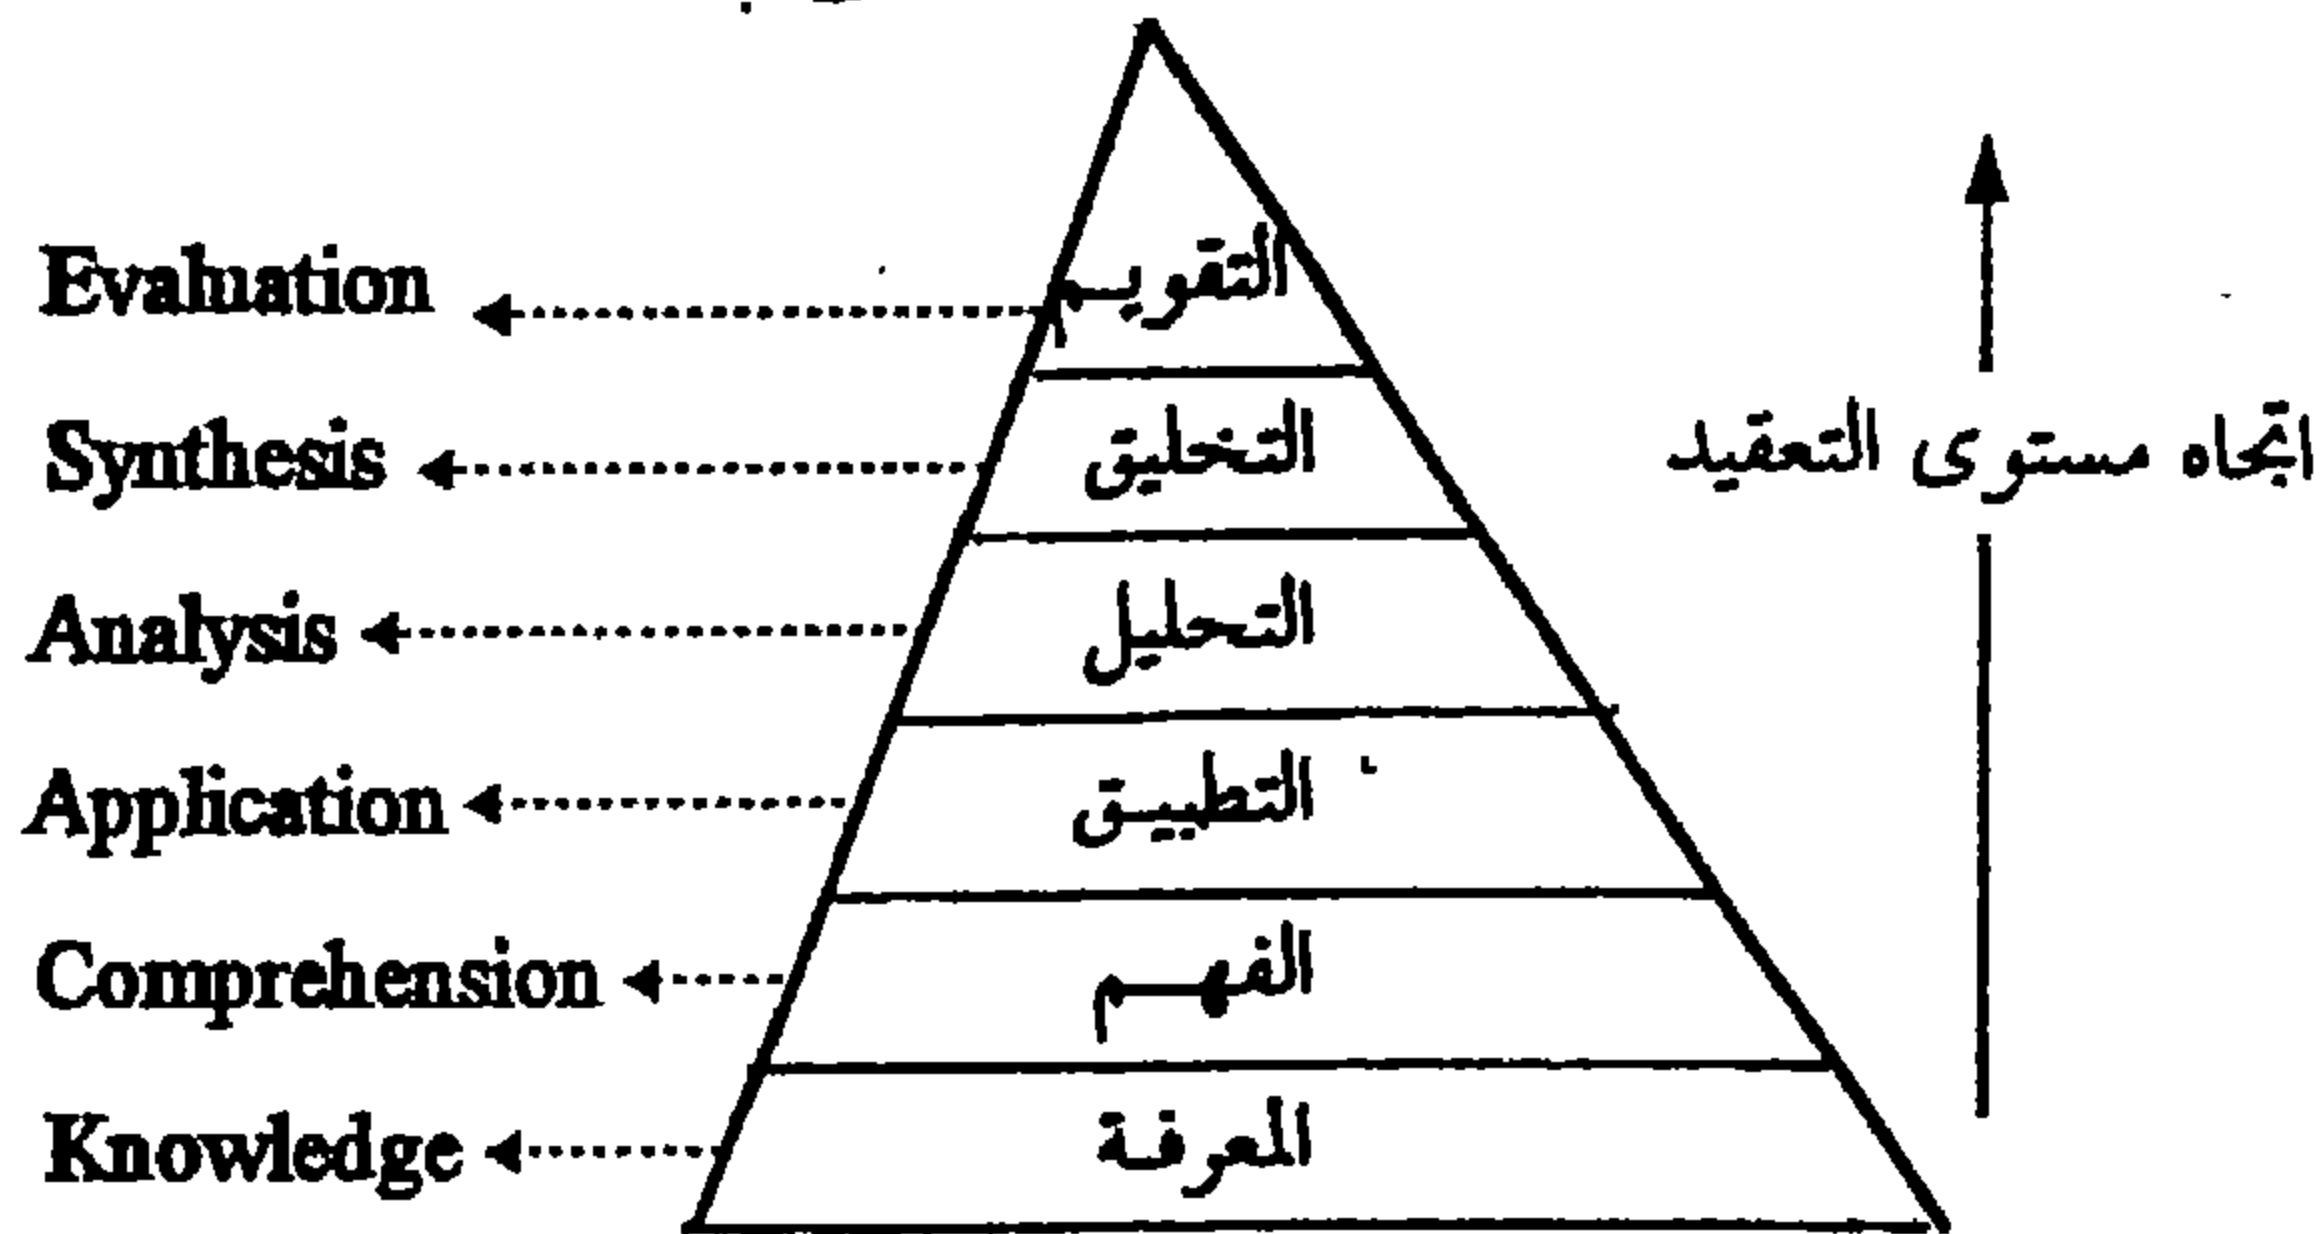 Evaluation
التقويم
Synthesis
التخليق
اتجاه مستوى التعقيد
Analysis
التحليل
Application
التطبيق
Comprehension
الفهم
Knowledge
المعرفة